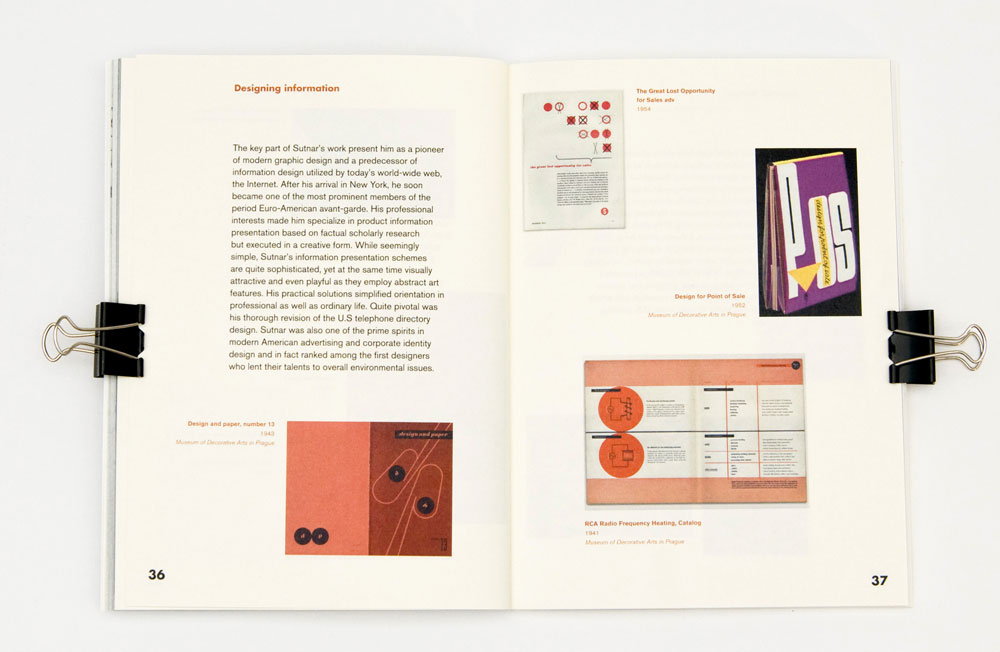 Designing information
The key part of Sutnar's work present him as a pioneer
of modern graphic design and a predecessor of
information design utilized by today's world-wide web,
the Internet. After his arrival in New York, he soon
became one of the most prominent members of the
period Euro-American avant-garde. His professional
interests made him specialize in product information
presentation based on factual scholarly research
but executed in a creative form. While seemingly
simple, Sutnar's information presentation schemes
are quite sophisticated, yet at the same time visually
attractive and even playful as they employ abstract art
features. His practical solutions simplified orientation in
professional as well as ordinary life. Quite pivotal was
his thorough revision of the U.S telephone directory
design. Sutnar was also one of the prime spirits in
modern American advertising and corporate identity
design and in fact ranked among the first designers
who lent their talents to overall environmental issues.
Design and paper, number 13
1943
Museum of Decorative Arts in Prague
design and paper
13
36
The Great Lost Opportunity
for Sales adv
1954
the great lost opportunity for sales
Design for Point of Sale
1952
Museum of Decorative Arts in Prague
PoS
design for point of sale
RCA Radio Frequency Heating, Catalog
1941
Museum of Decorative Arts in Prague
37